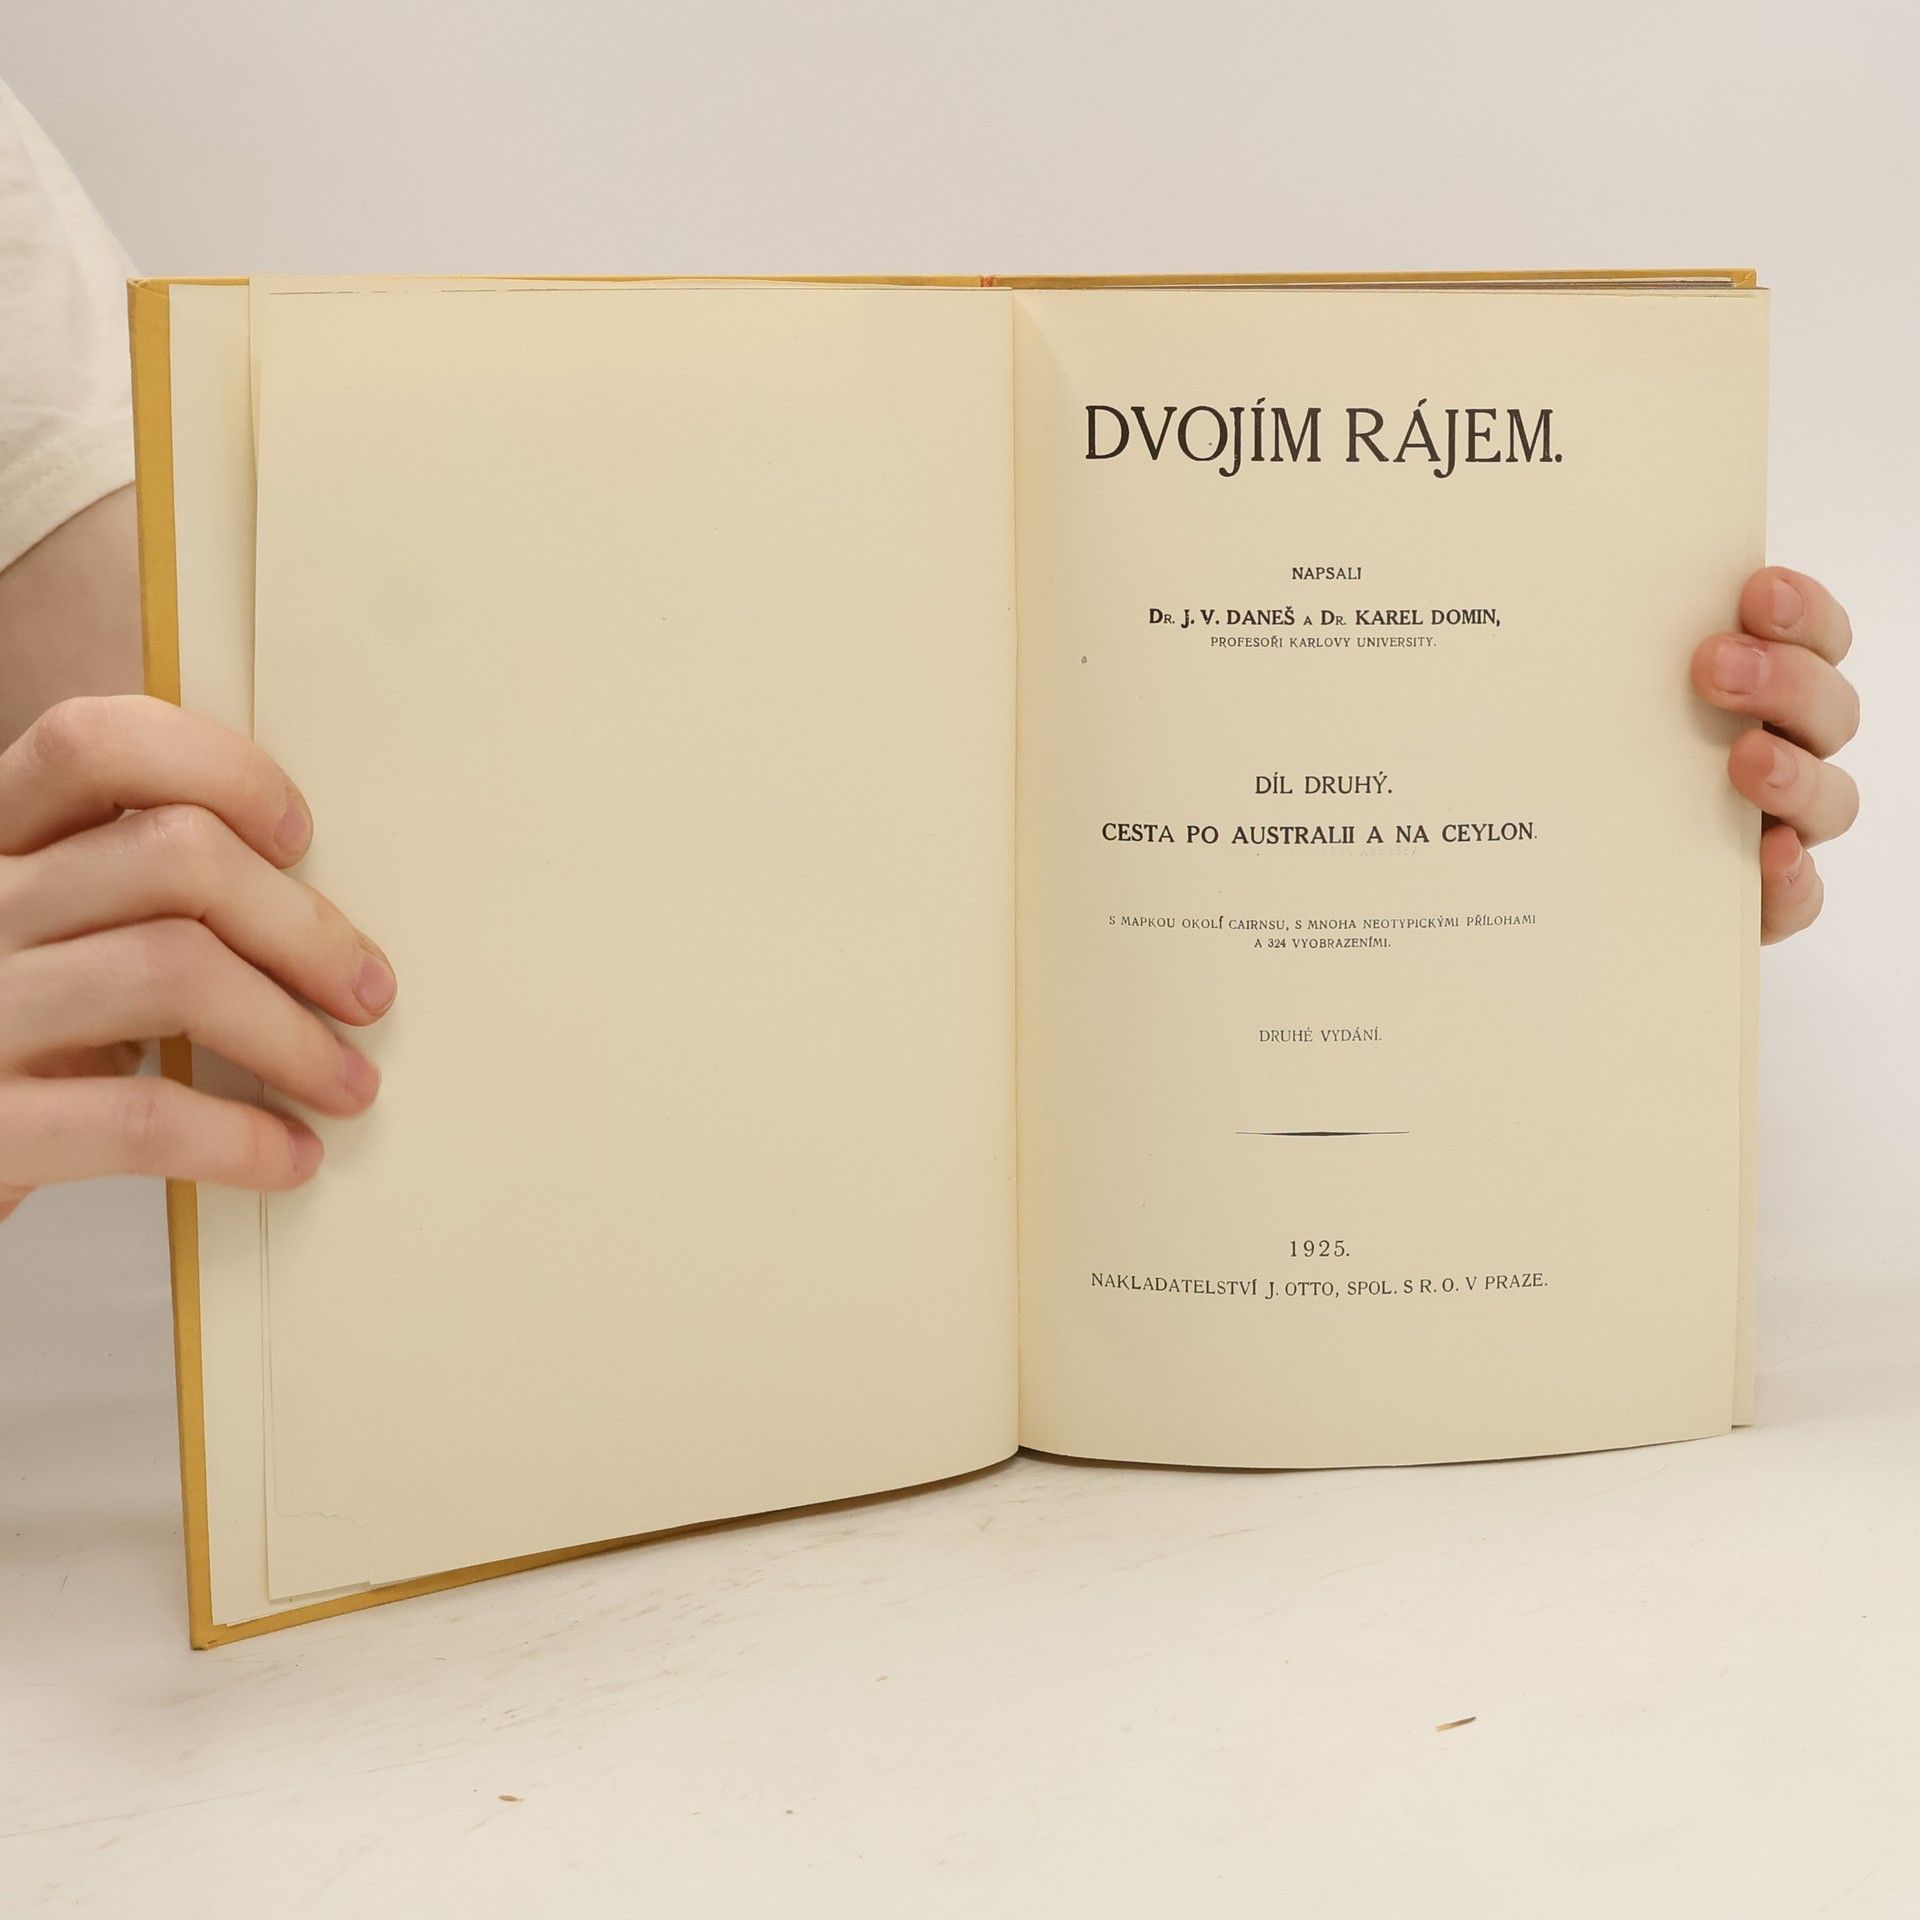 DVOJÍM RÁJEM.
NAPSALI
DR. J. V. DANEŠ A DR. KAREL DOMIN,
PROFESOŘI KARLOVY UNIVERSITY.
DÍL DRUHÝ.
CESTA PO AUSTRALII A NA CEYLON.
S MAPKOU OKOLÍ CAIRNSU, S MNOHA NEOTYPICKÝMI PŘÍLOHAMI
A 324 VYOBRAZENÍMI.
DRUHÉ VYDÁNÍ.
1925.
NAKLADATELSTVÍ J. OTTO, SPOL. S R. O. V PRAZE.